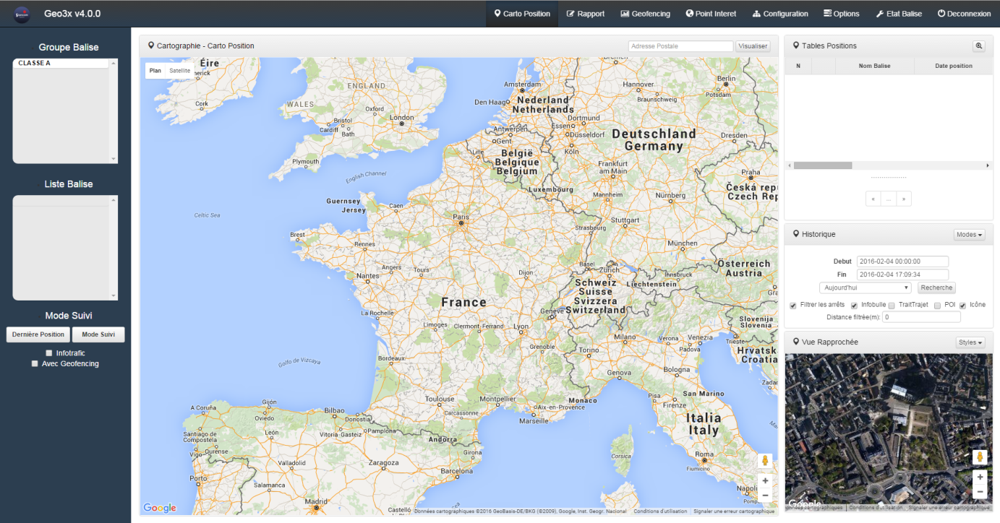 Geo3x v4.0.0
Carto Position
Rapport
Geofencing
Point Interet
Configuration
Options
Etat Balise
Deconnexion
Groupe Balise
CLASSE A
Liste Balise
Mode Suivi
Dernière Position
Mode Suivi
Infotrafic
Avec Geofencing
Cartographie - Carto Position
Adresse Postale
Visualiser
Plan
Satellite
Éire
Cork
ENGLAND
WALES
Oxford
London
Bristol
Cardiff
Bath
Plymouth
English Channel
Guernsey
Jersey
Celtic Sea
Amsterdam
Den Haag
Nederland
Netherlands
Hannover
Braunschweig
Berlin
Potsdam
Dortmund
Essen
Düsseldorf
Antwerpen
Gent
Lille
België
Belgique
Belgium
Köln
Deutschland
Germany
Dresden
Frankfurt
am Main
Luxembourg
Mannheim
Nürnberg
Praha
Česká rep
Czech Rep
Caen
Paris
Strasbourg
Stuttgart
München
Brest
Rennes
Angers
Tours
Nantes
Dijon
Basel
Zürich
Schweiz
Suisse
Svizzera
Switzerland
Liechtenstein
Innsbruck
Österreich
Austria
Gra
France
La Rochelle
Genève
Limoges
Clermont-Ferrand
Lyon
Grenoble
Milano
Verona
Venezia
Padova
Trieste
Slovenija
Slovenia
Hrvatsk
Croatia
Zadar
Torino
Genova
Bologna
Bordeaux
Golfo de Vizcaya
Toulouse
Montpellier
Carcassonne
Aix-en-Provence
Marseille
Monaco
Pisa
Firenze
San Marino
Italia
Italy
Corsica
Roma
Fiumicino
Napoli
A Coruña
Gijón
Oviedo
Bilbao
Donostia
Santiago de
Compostela
León
Vitoria-Gasteiz
Pamplona
Andorra
Vigo
Ourense
Valladolid
Zaragoza
Girona
Barcelona
Porto
Salamanca
Madrid
Castelló
Google
Données cartographiques ©2016 GeoBasis-DE/BKG (©2009), Google, Inst. Geogr. Nacional
Conditions d'utilisation
Signaler une erreur cartographique
Tables Positions
N
Nom Balise
Date position
«
...
»
Historique
Modes
Debut
2016-02-04 00:00:00
Fin
2016-02-04 17:09:34
Aujourd'hui
Recherche
Filtrer les arrêts
Infobulle
TraitTrajet
POI
Icône
Distance filtrée(m):
0
Vue Rapprochée
Styles
Google
données cartographiques
Conditions d'utilisation
Signaler une erreur cartographique